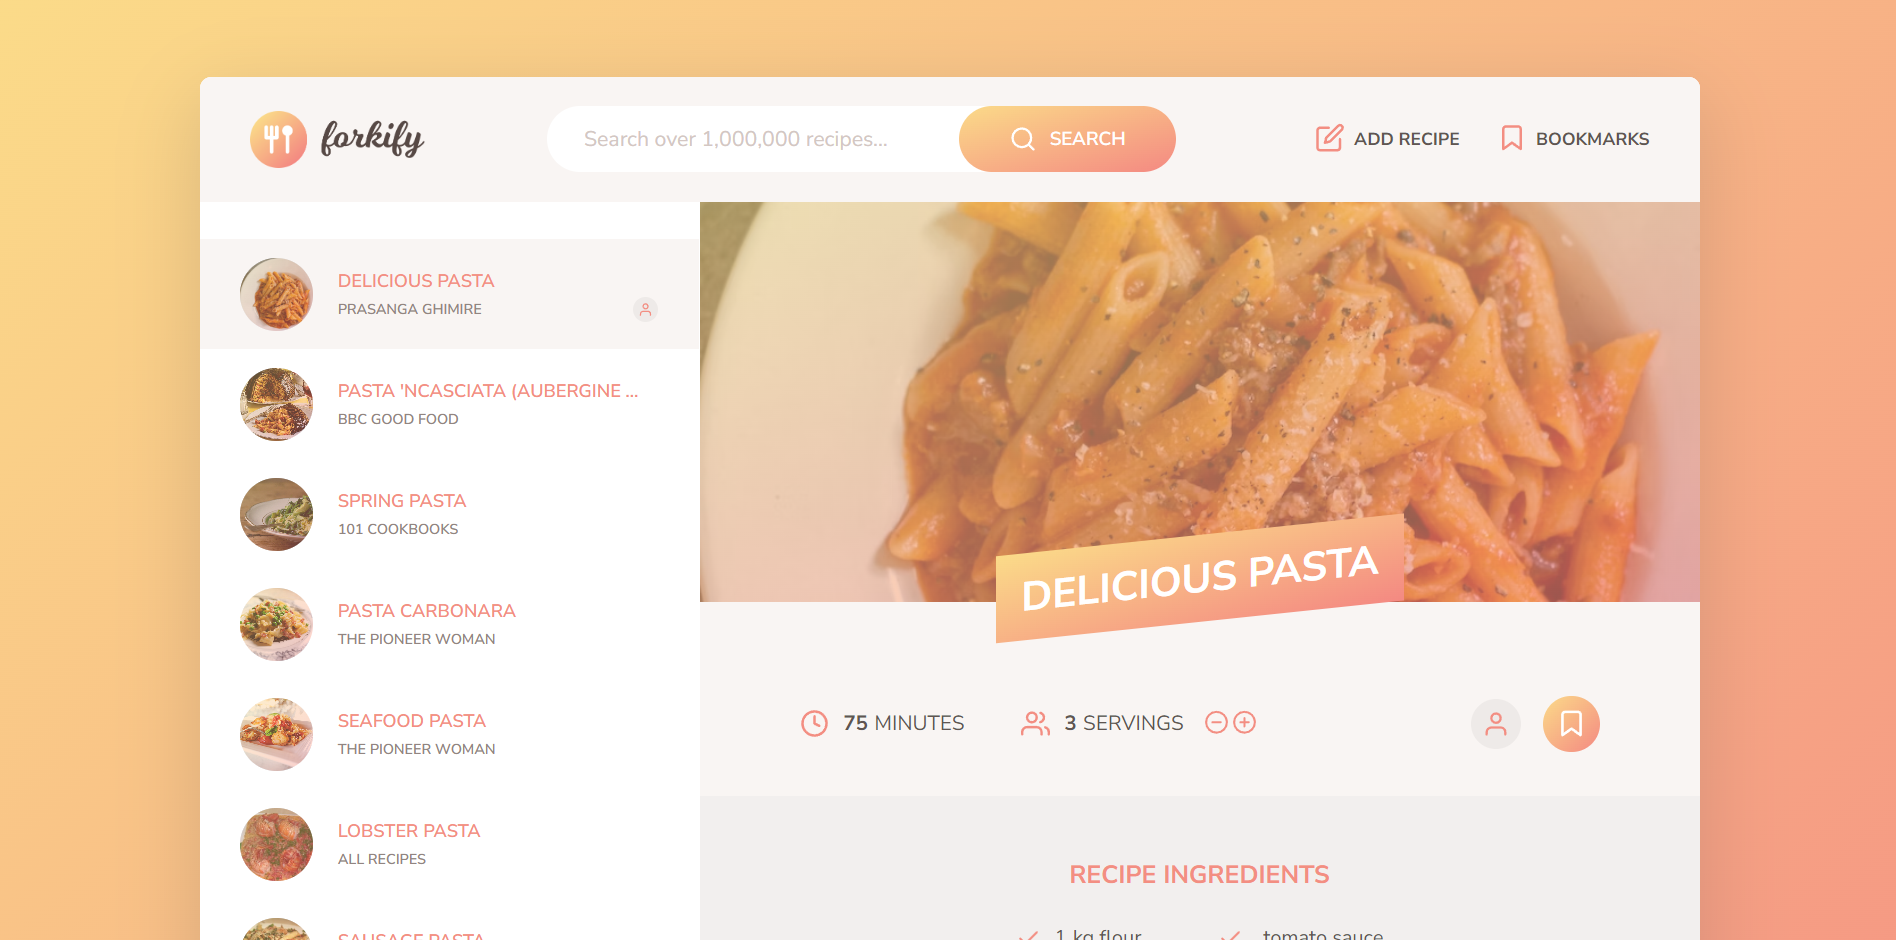 forkify
Search over 1,000,000 recipes...
SEARCH
ADD RECIPE
BOOKMARKS
DELICIOUS PASTA
PRASANGA GHIMIRE
PASTA 'NCASCIATA (AUBERGINE ...
BBC GOOD FOOD
SPRING PASTA
101 COOKBOOKS
PASTA CARBONARA
THE PIONEER WOMAN
SEAFOOD PASTA
THE PIONEER WOMAN
LOBSTER PASTA
ALL RECIPES
SAUSAGE PASTA
DELICIOUS PASTA
75 MINUTES
3 SERVINGS
RECIPE INGREDIENTS
1 kg flour
tomato sauce